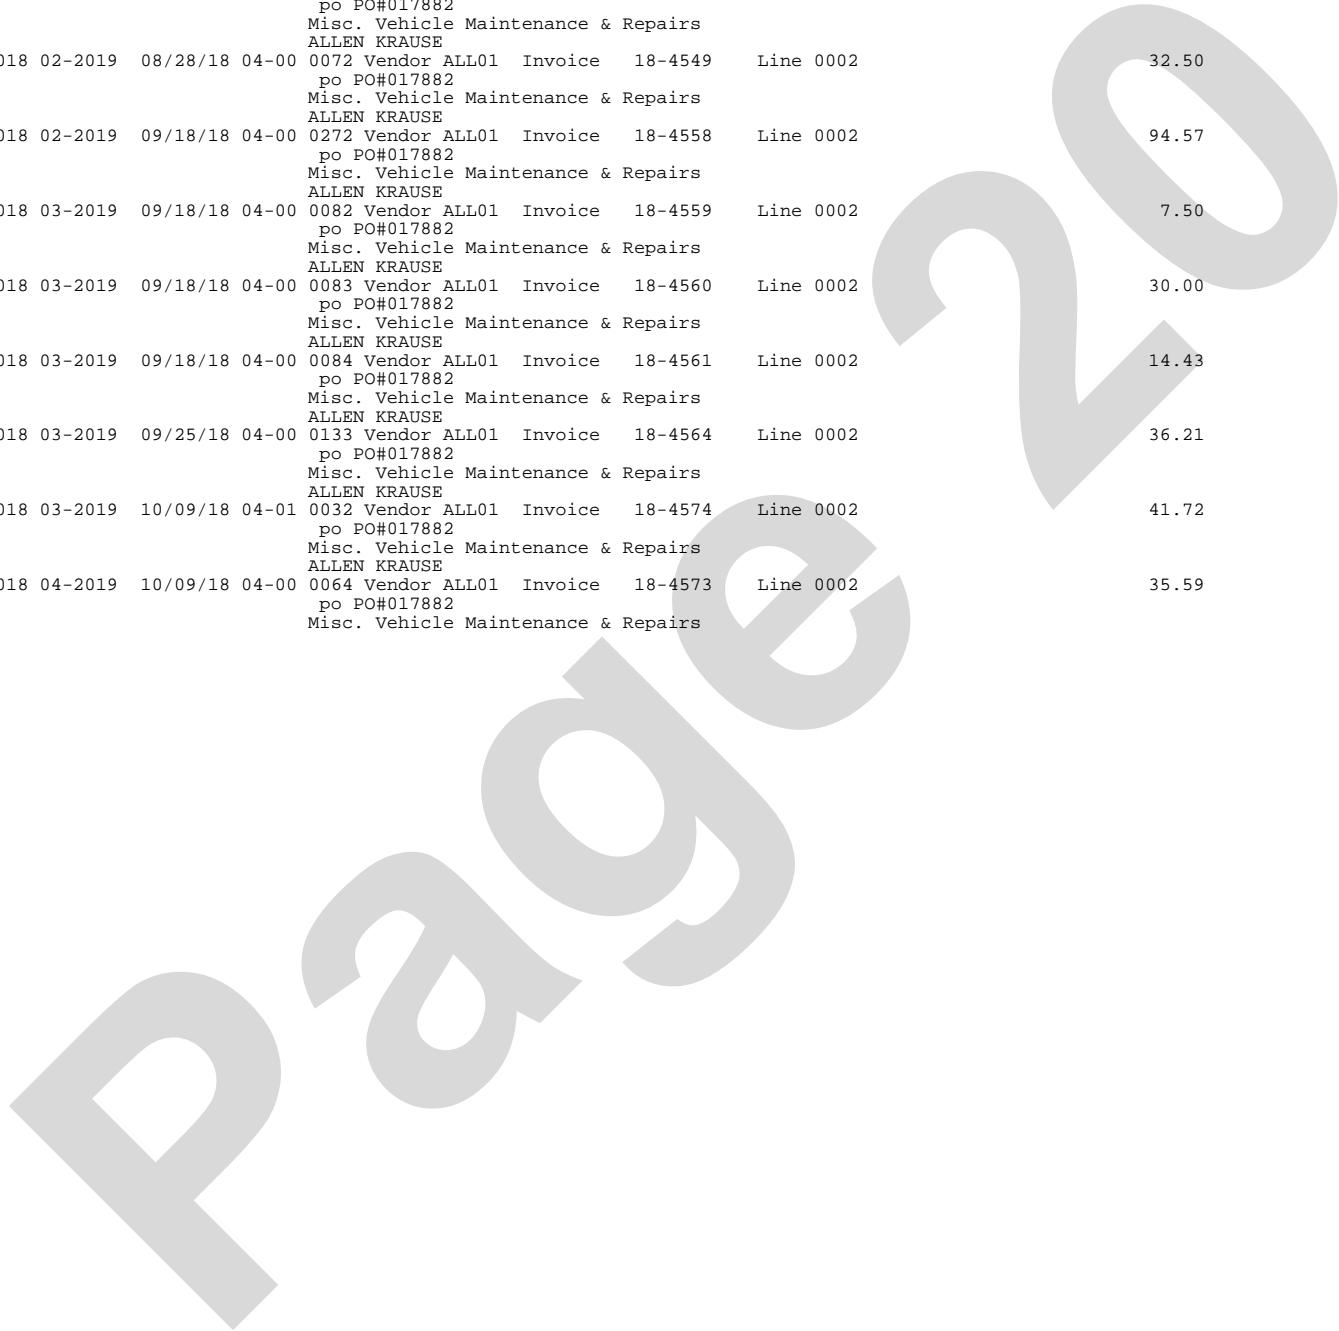 po PO#017882
Misc. Vehicle Maintenance & Repairs
ALLEN KRAUSE
018 02-2019 08/28/18 04-00 0072 Vendor ALL01 Invoice 18-4549 Line 0002 32.50
po PO#017882
Misc. Vehicle Maintenance & Repairs
ALLEN KRAUSE
018 02-2019 09/18/18 04-00 0272 Vendor ALL01 Invoice 18-4558 Line 0002 94.57
po PO#017882
Misc. Vehicle Maintenance & Repairs
ALLEN KRAUSE
018 03-2019 09/18/18 04-00 0082 Vendor ALL01 Invoice 18-4559 Line 0002 7.50
po PO#017882
Misc. Vehicle Maintenance & Repairs
ALLEN KRAUSE
018 03-2019 09/18/18 04-00 0083 Vendor ALL01 Invoice 18-4560 Line 0002 30.00
po PO#017882
Misc. Vehicle Maintenance & Repairs
ALLEN KRAUSE
018 03-2019 09/18/18 04-00 0084 Vendor ALL01 Invoice 18-4561 Line 0002 14.43
po PO#017882
Misc. Vehicle Maintenance & Repairs
ALLEN KRAUSE
018 03-2019 09/25/18 04-00 0133 Vendor ALL01 Invoice 18-4564 Line 0002 36.21
po PO#017882
Misc. Vehicle Maintenance & Repairs
ALLEN KRAUSE
018 03-2019 10/09/18 04-01 0032 Vendor ALL01 Invoice 18-4574 Line 0002 41.72
po PO#017882
Misc. Vehicle Maintenance & Repairs
ALLEN KRAUSE
018 04-2019 10/09/18 04-00 0064 Vendor ALL01 Invoice 18-4573 Line 0002 35.59
po PO#017882
Misc. Vehicle Maintenance & Repairs
Page 20